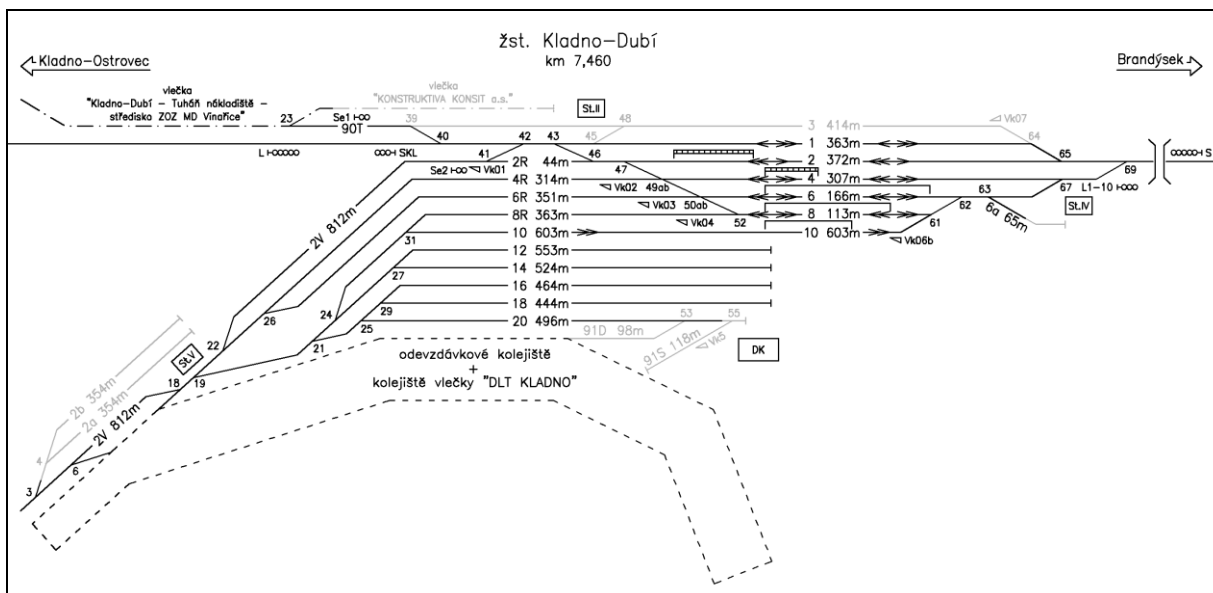 žst. Kladno-Dubí
km 7,460
Kladno-Ostrovec
Brandýsek
vlečka
"Kladno-Dubí - Tuháň nákladiště -
středisko ZOZ MD Vinařice"
vlečka
"KONSTRUKTIVA KONSIT a.s."
St.II
23
Se1
90T
39
40
42
43
45
48
3 414m
Vk07
64
1 363m
L
SKL
41
Se2
Vk01
2R 44m
46
2 372m
65
69
S
47
4R 314m
Vk02
49ab
4 307m
67
L1-10
6R 351m
Vk03
50ab
6 166m
62
63
6a 65m
St.IV
8R 363m
Vk04
52
8 113m
61
10 603m
10 603m
Vk06b
31
12 553m
27
14 524m
16 464m
29
18 444m
25
20 496m
53
55
91D 98m
91S 118m
Vk5
DK
2V 812m
26
24
22
21
St.V
18
19
odevzdávkové kolejiště
+
kolejiště vlečky "DLT KLADNO"
2b 354m
2a 354m
2V 812m
4
6
3